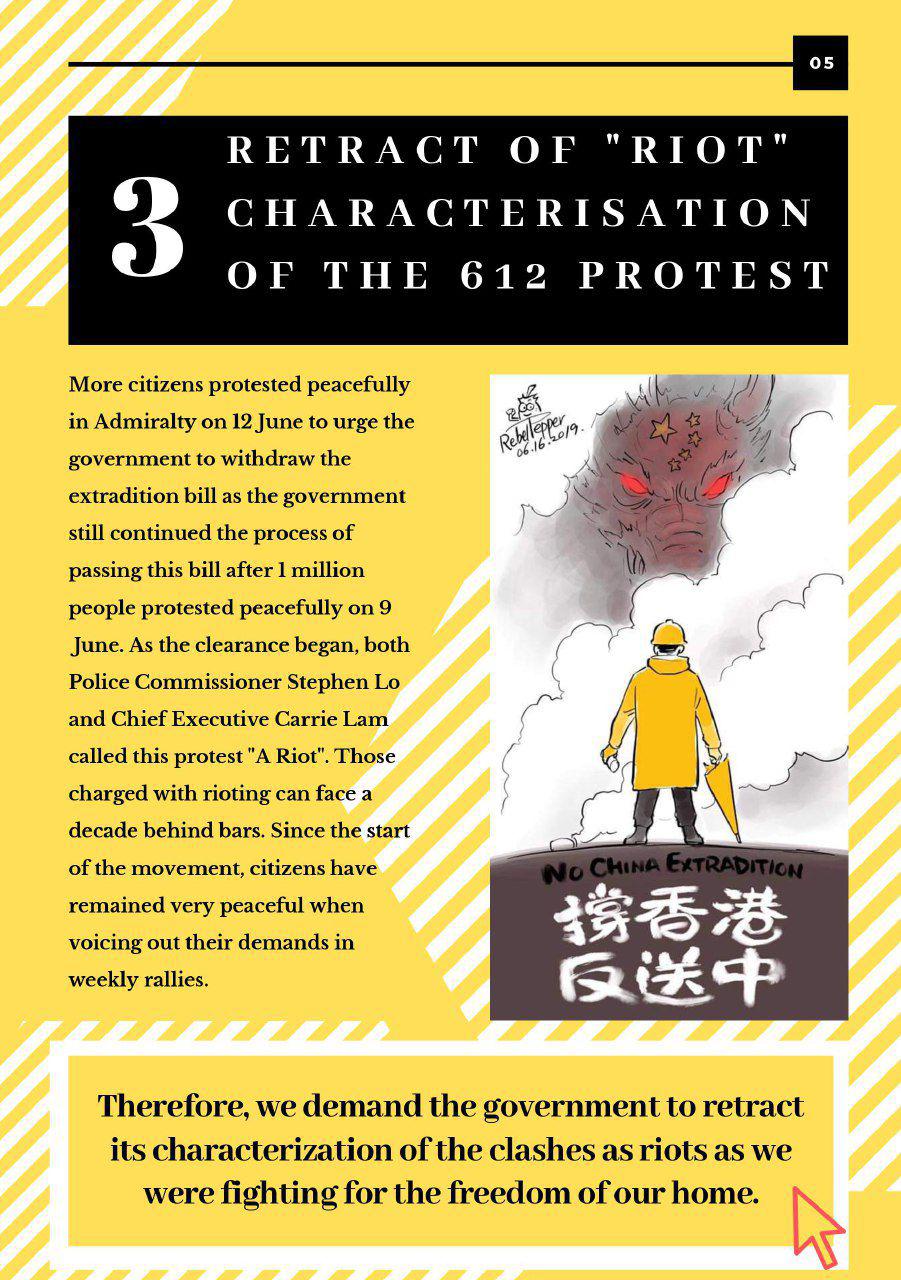 05
3
RETRACT OF "RIOT"
CHARACTERISATION
OF THE 612 PROTEST
More citizens protested peacefully
in Admiralty on 12 June to urge the
government to withdraw the
extradition bill as the government
still continued the process of
passing this bill after 1 million
people protested peacefully on 9
June. As the clearance began, both
Police Commissioner Stephen Lo
and Chief Executive Carrie Lam
called this protest "A Riot". Those
charged with rioting can face a
decade behind bars. Since the start
of the movement, citizens have
remained very peaceful when
voicing out their demands in
weekly rallies.
RebelPepper
06.16.2019.
NO CHINA EXTRADITION
撐香港
反送中
Therefore, we demand the government to retract
its characterization of the clashes as riots as we
were fighting for the freedom of our home.